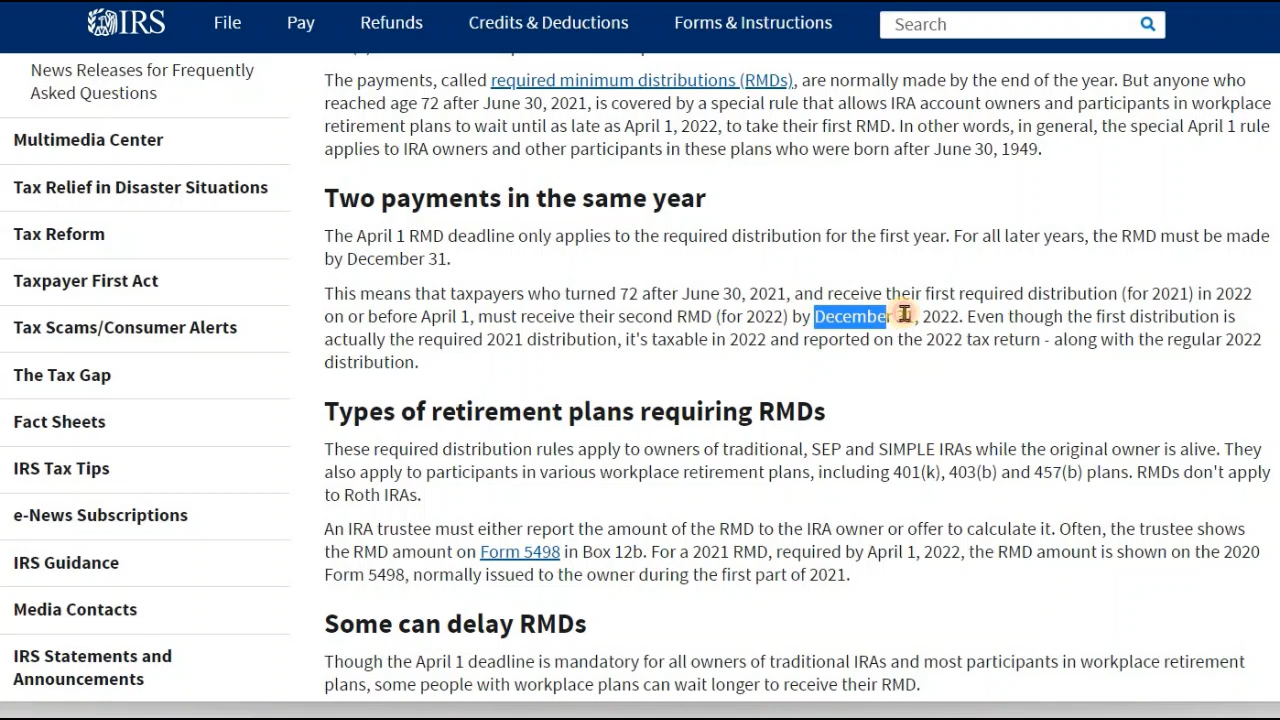 IRS
File
Pay
Refunds
Credits & Deductions
Forms & Instructions
Search
News Releases for Frequently
Asked Questions
Multimedia Center
Tax Relief in Disaster Situations
Tax Reform
Taxpayer First Act
Tax Scams/Consumer Alerts
The Tax Gap
Fact Sheets
IRS Tax Tips
e-News Subscriptions
IRS Guidance
Media Contacts
IRS Statements and
Announcements
The payments, called required minimum distributions (RMDs), are normally made by the end of the year. But anyone who
reached age 72 after June 30, 2021, is covered by a special rule that allows IRA account owners and participants in workplace
retirement plans to wait until as late as April 1, 2022, to take their first RMD. In other words, in general, the special April 1 rule
applies to IRA owners and other participants in these plans who were born after June 30, 1949.
Two payments in the same year
The April 1 RMD deadline only applies to the required distribution for the first year. For all later years, the RMD must be made
by December 31.
This means that taxpayers who turned 72 after June 30, 2021, and receive their first required distribution (for 2021) in 2022
on or before April 1, must receive their second RMD (for 2022) by December 31, 2022. Even though the first distribution is
actually the required 2021 distribution, it's taxable in 2022 and reported on the 2022 tax return - along with the regular 2022
distribution.
Types of retirement plans requiring RMDs
These required distribution rules apply to owners of traditional, SEP and SIMPLE IRAs while the original owner is alive. They
also apply to participants in various workplace retirement plans, including 401(k), 403(b) and 457(b) plans. RMDs don't apply
to Roth IRAs.
An IRA trustee must either report the amount of the RMD to the IRA owner or offer to calculate it. Often, the trustee shows
the RMD amount on Form 5498 in Box 12b. For a 2021 RMD, required by April 1, 2022, the RMD amount is shown on the 2020
Form 5498, normally issued to the owner during the first part of 2021.
Some can delay RMDs
Though the April 1 deadline is mandatory for all owners of traditional IRAs and most participants in workplace retirement
plans, some people with workplace plans can wait longer to receive their RMD.